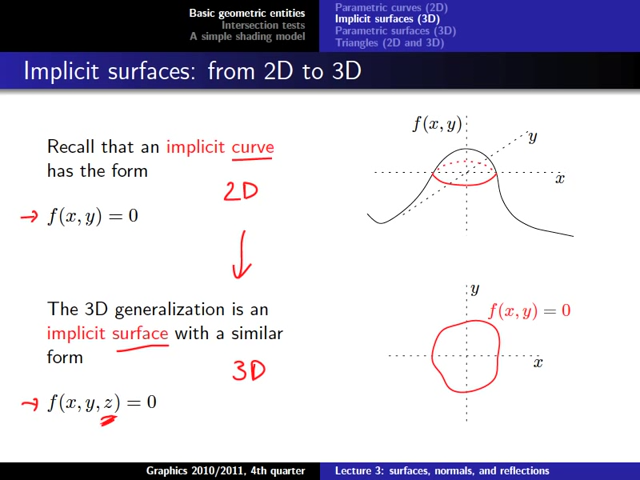 Basic geometric entities
Intersection tests
A simple shading model
Parametric curves (2D)
Implicit surfaces (3D)
Parametric surfaces (3D)
Triangles (2D and 3D)
Implicit surfaces: from 2D to 3D
Recall that an implicit curve
has the form
2D
→ f(x, y) = 0
The 3D generalization is an
implicit surface with a similar
form
3D
→ f(x, y, z) = 0
f(x, y)
y
x
y
f(x, y) = 0
x
Graphics 2010/2011, 4th quarter
Lecture 3: surfaces, normals, and reflections